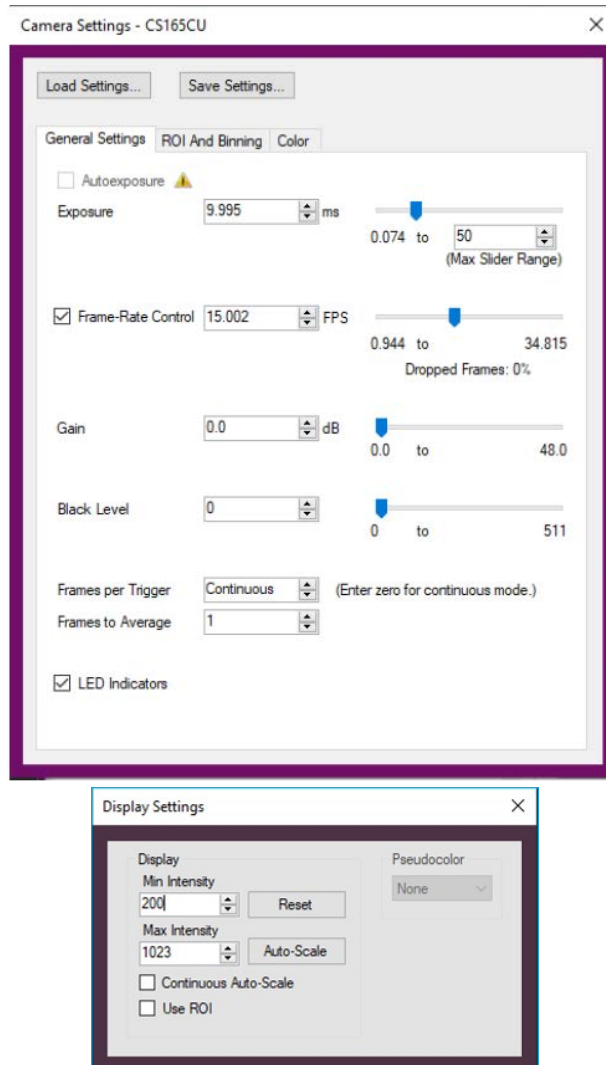 Camera Settings - CS165CU
Load Settings... Save Settings...
General Settings ROI And Binning Color
Autoexposure
Exposure 9.995 ms
0.074 to 50
(Max Slider Range)
Frame-Rate Control 15.002 FPS
0.944 to 34.815
Dropped Frames: 0%
Gain 0.0 dB
0.0 to 48.0
Black Level 0
0 to 511
Frames per Trigger Continuous (Enter zero for continuous mode.)
Frames to Average 1
LED Indicators
Display Settings
Display Pseudocolor
Min Intensity None
200 Reset
Max Intensity
1023 Auto-Scale
Continuous Auto-Scale
Use ROI